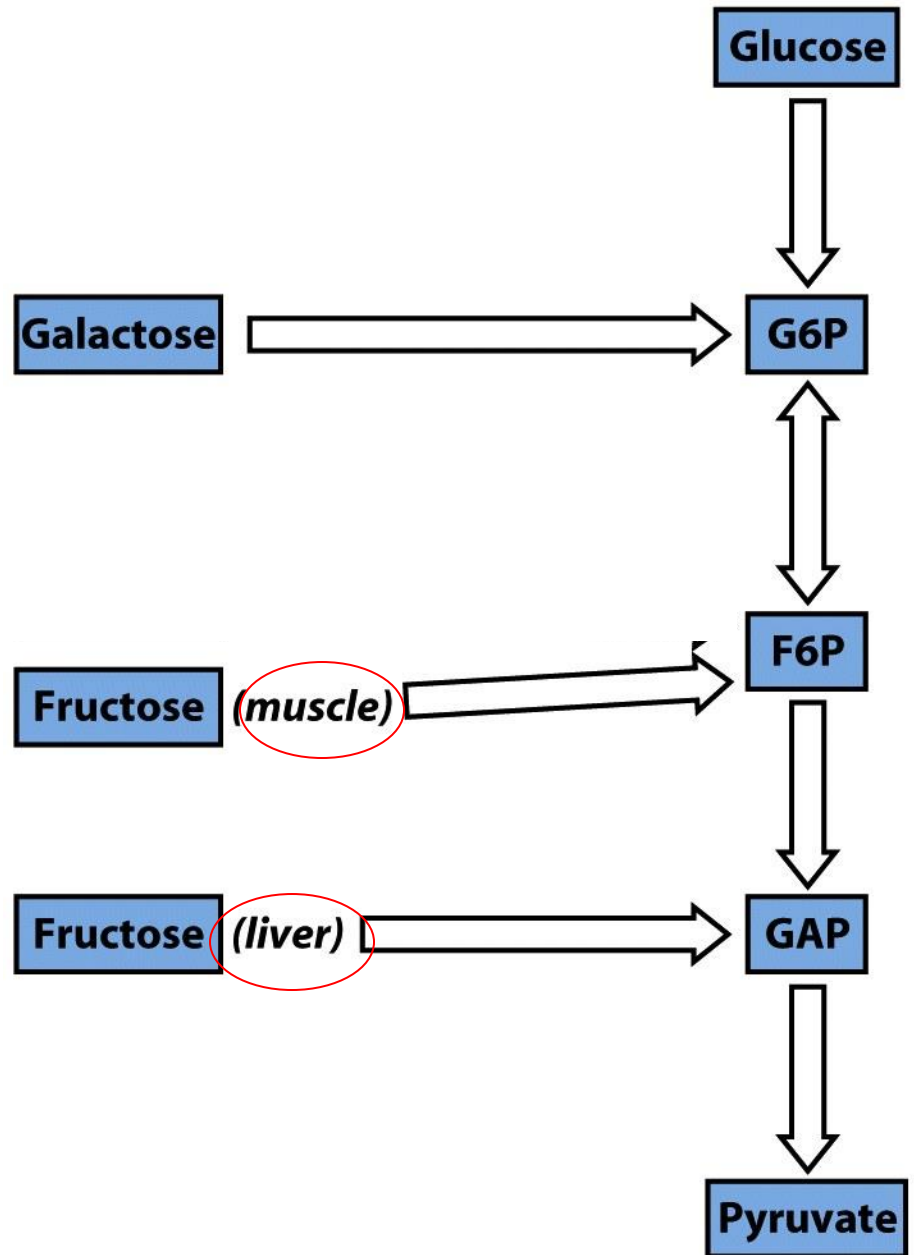 Glucose
Galactose
G6P
F6P
Fructose (muscle)
Fructose (liver)
GAP
Pyruvate